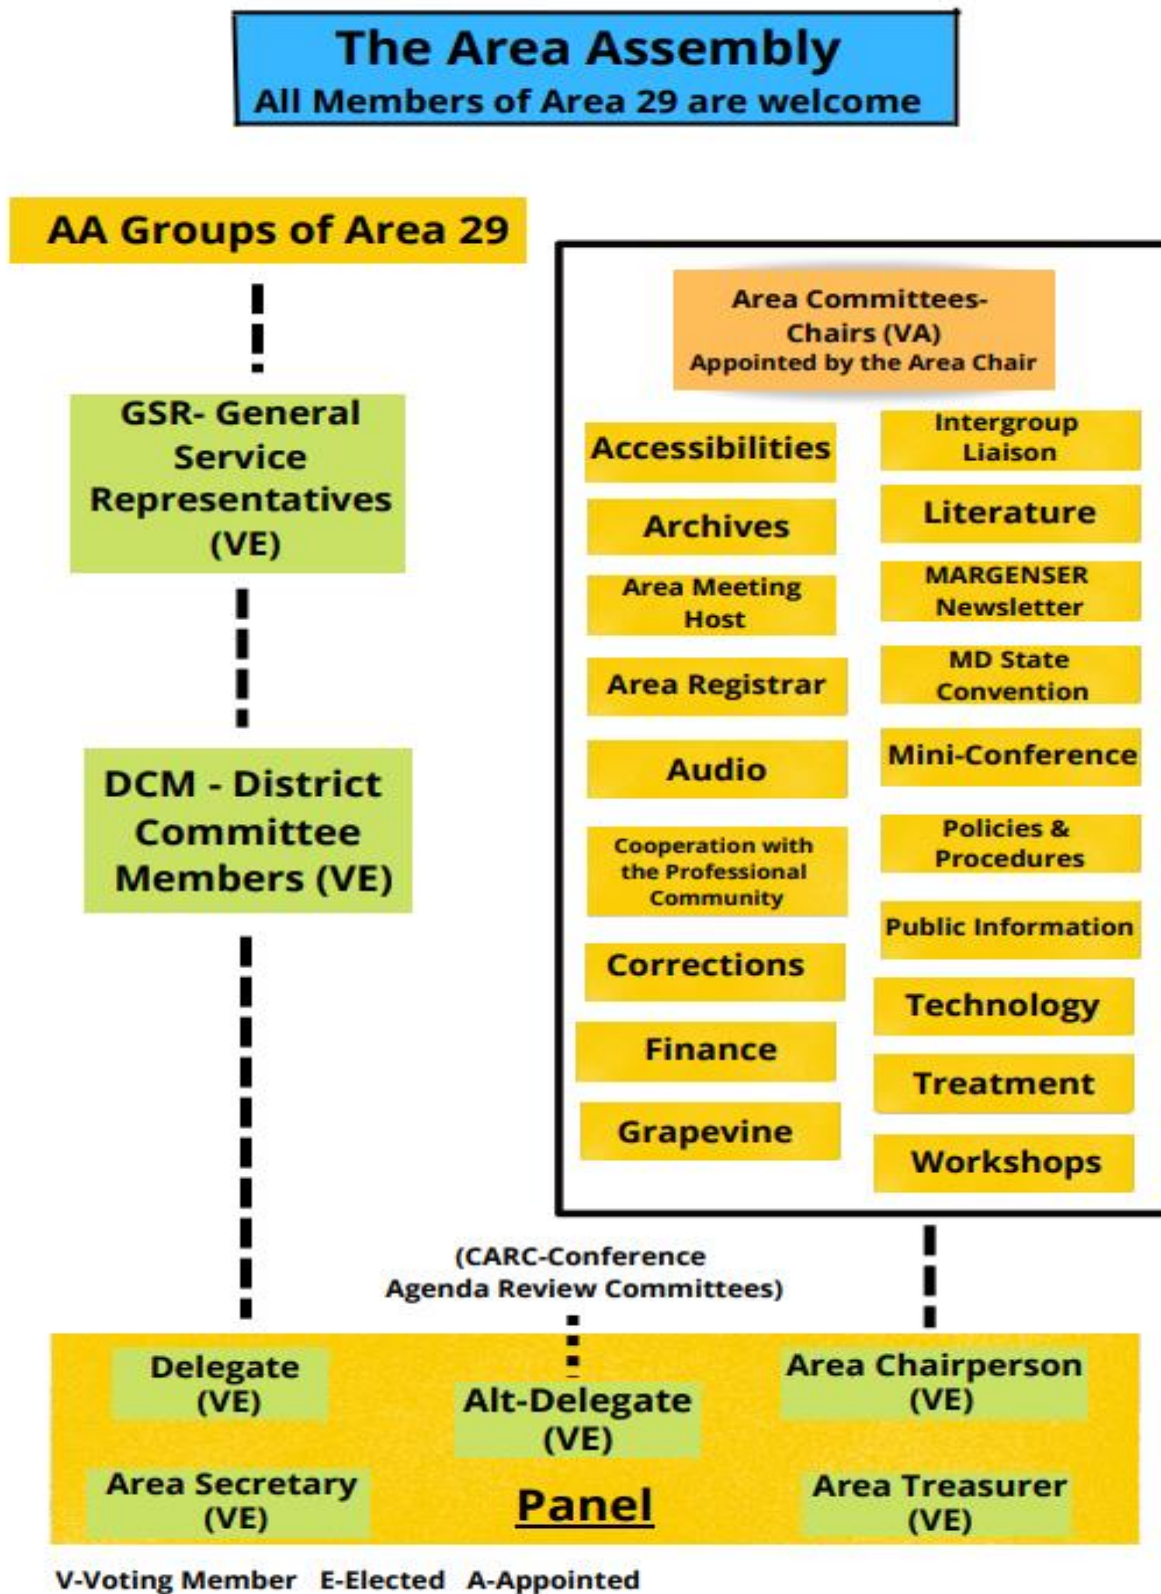 The Area Assembly
All Members of Area 29 are welcome
AA Groups of Area 29
GSR- General
Service
Representatives
(VE)
DCM - District
Committee
Members (VE)
Area Committees-
Chairs (VA)
Appointed by the Area Chair
Accessibilities
Archives
Area Meeting
Host
Area Registrar
Audio
Cooperation with
the Professional
Community
Corrections
Finance
Grapevine
Intergroup
Liaison
Literature
MARGENSER
Newsletter
MD State
Convention
Mini-Conference
Policies &
Procedures
Public Information
Technology
Treatment
Workshops
(CARC-Conference
Agenda Review Committees)
Delegate
(VE)
Alt-Delegate
(VE)
Area Chairperson
(VE)
Area Secretary
(VE)
Panel
Area Treasurer
(VE)
V-Voting Member E-Elected A-Appointed